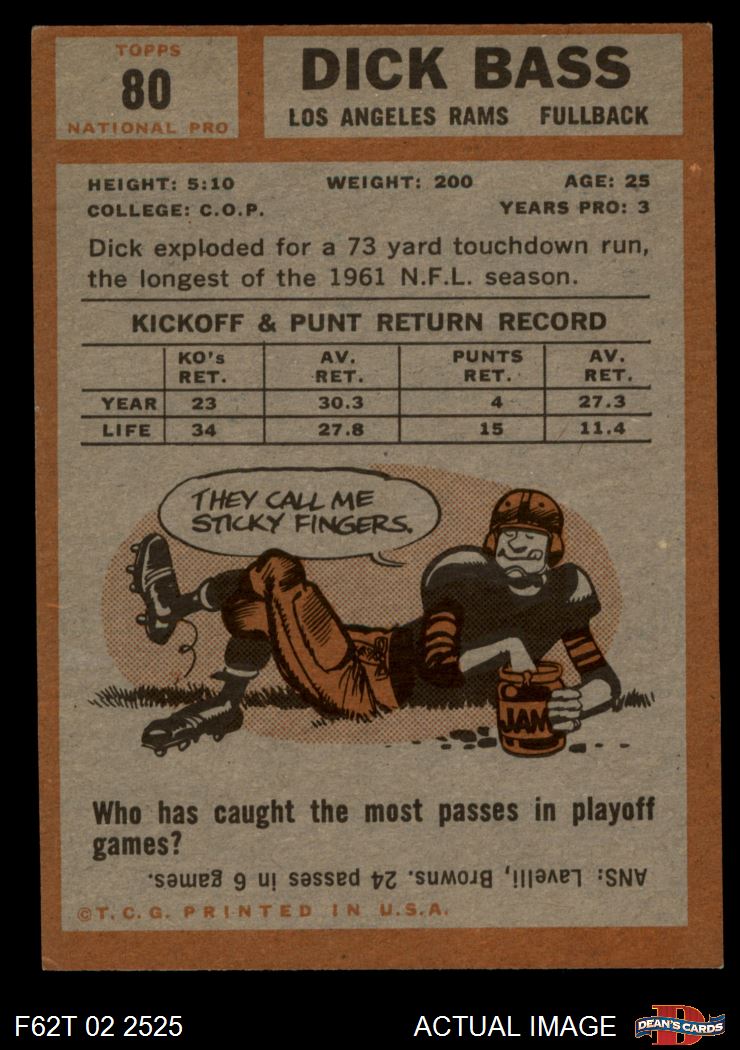 TOPPS
80
NATIONAL PRO
DICK BASS
LOS ANGELES RAMS FULLBACK
HEIGHT: 5:10 WEIGHT: 200 AGE: 25
COLLEGE: C.O.P. YEARS PRO: 3
Dick exploded for a 73 yard touchdown run,
the longest of the 1961 N.F.L. season.
KICKOFF & PUNT RETURN RECORD
KO's AV. PUNTS AV.
RET. RET. RET. RET.
YEAR 23 30.3 4 27.3
LIFE 34 27.8 15 11.4
THEY CALL ME
STICKY FINGERS.
JAM
Who has caught the most passes in playoff
games?
ANS: Lavelli, Browns. 24 passes in 6 games.
©T.C.G. PRINTED IN U.S.A.
F62T 02 2525 ACTUAL IMAGE
D
DEAN'S CARDS